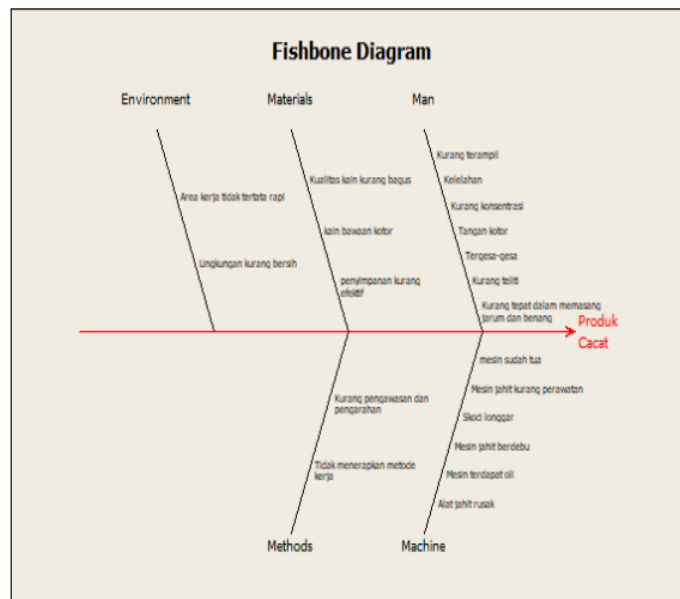 Fishbone Diagram
Environment
Materials
Man
Area kerja tidak tertata rapi
Lingkungan kurang bersih
Kualitas kain kurang bagus
kain bawaan kotor
penyimpanan kurang
efektif
Kurang terampil
Kelelahan
Kurang konsentrasi
Tangan kotor
Tergesa-gesa
Kurang teliti
Kurang tepat dalam memasang
jarum dan benang
Produk
Cacat
Kurang pengawasan dan
pengarahan
Tidak menerapkan metode
kerja
mesin sudah tua
Mesin jahit kurang perawatan
Skoci longgar
Mesin jahit berdebu
Mesin terdapat oli
Alat jahit rusak
Methods
Machine